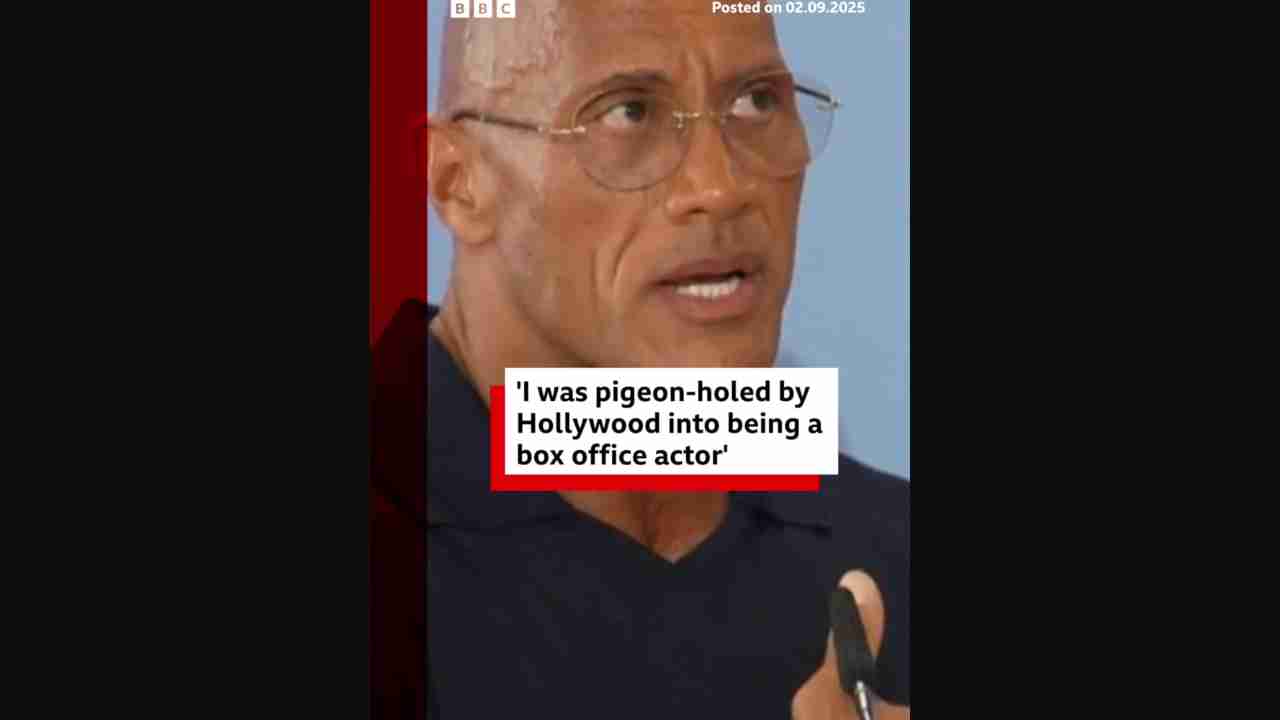 BBC
Posted on 02.09.2025
'I was pigeon-holed by
Hollywood into being a
box office actor'